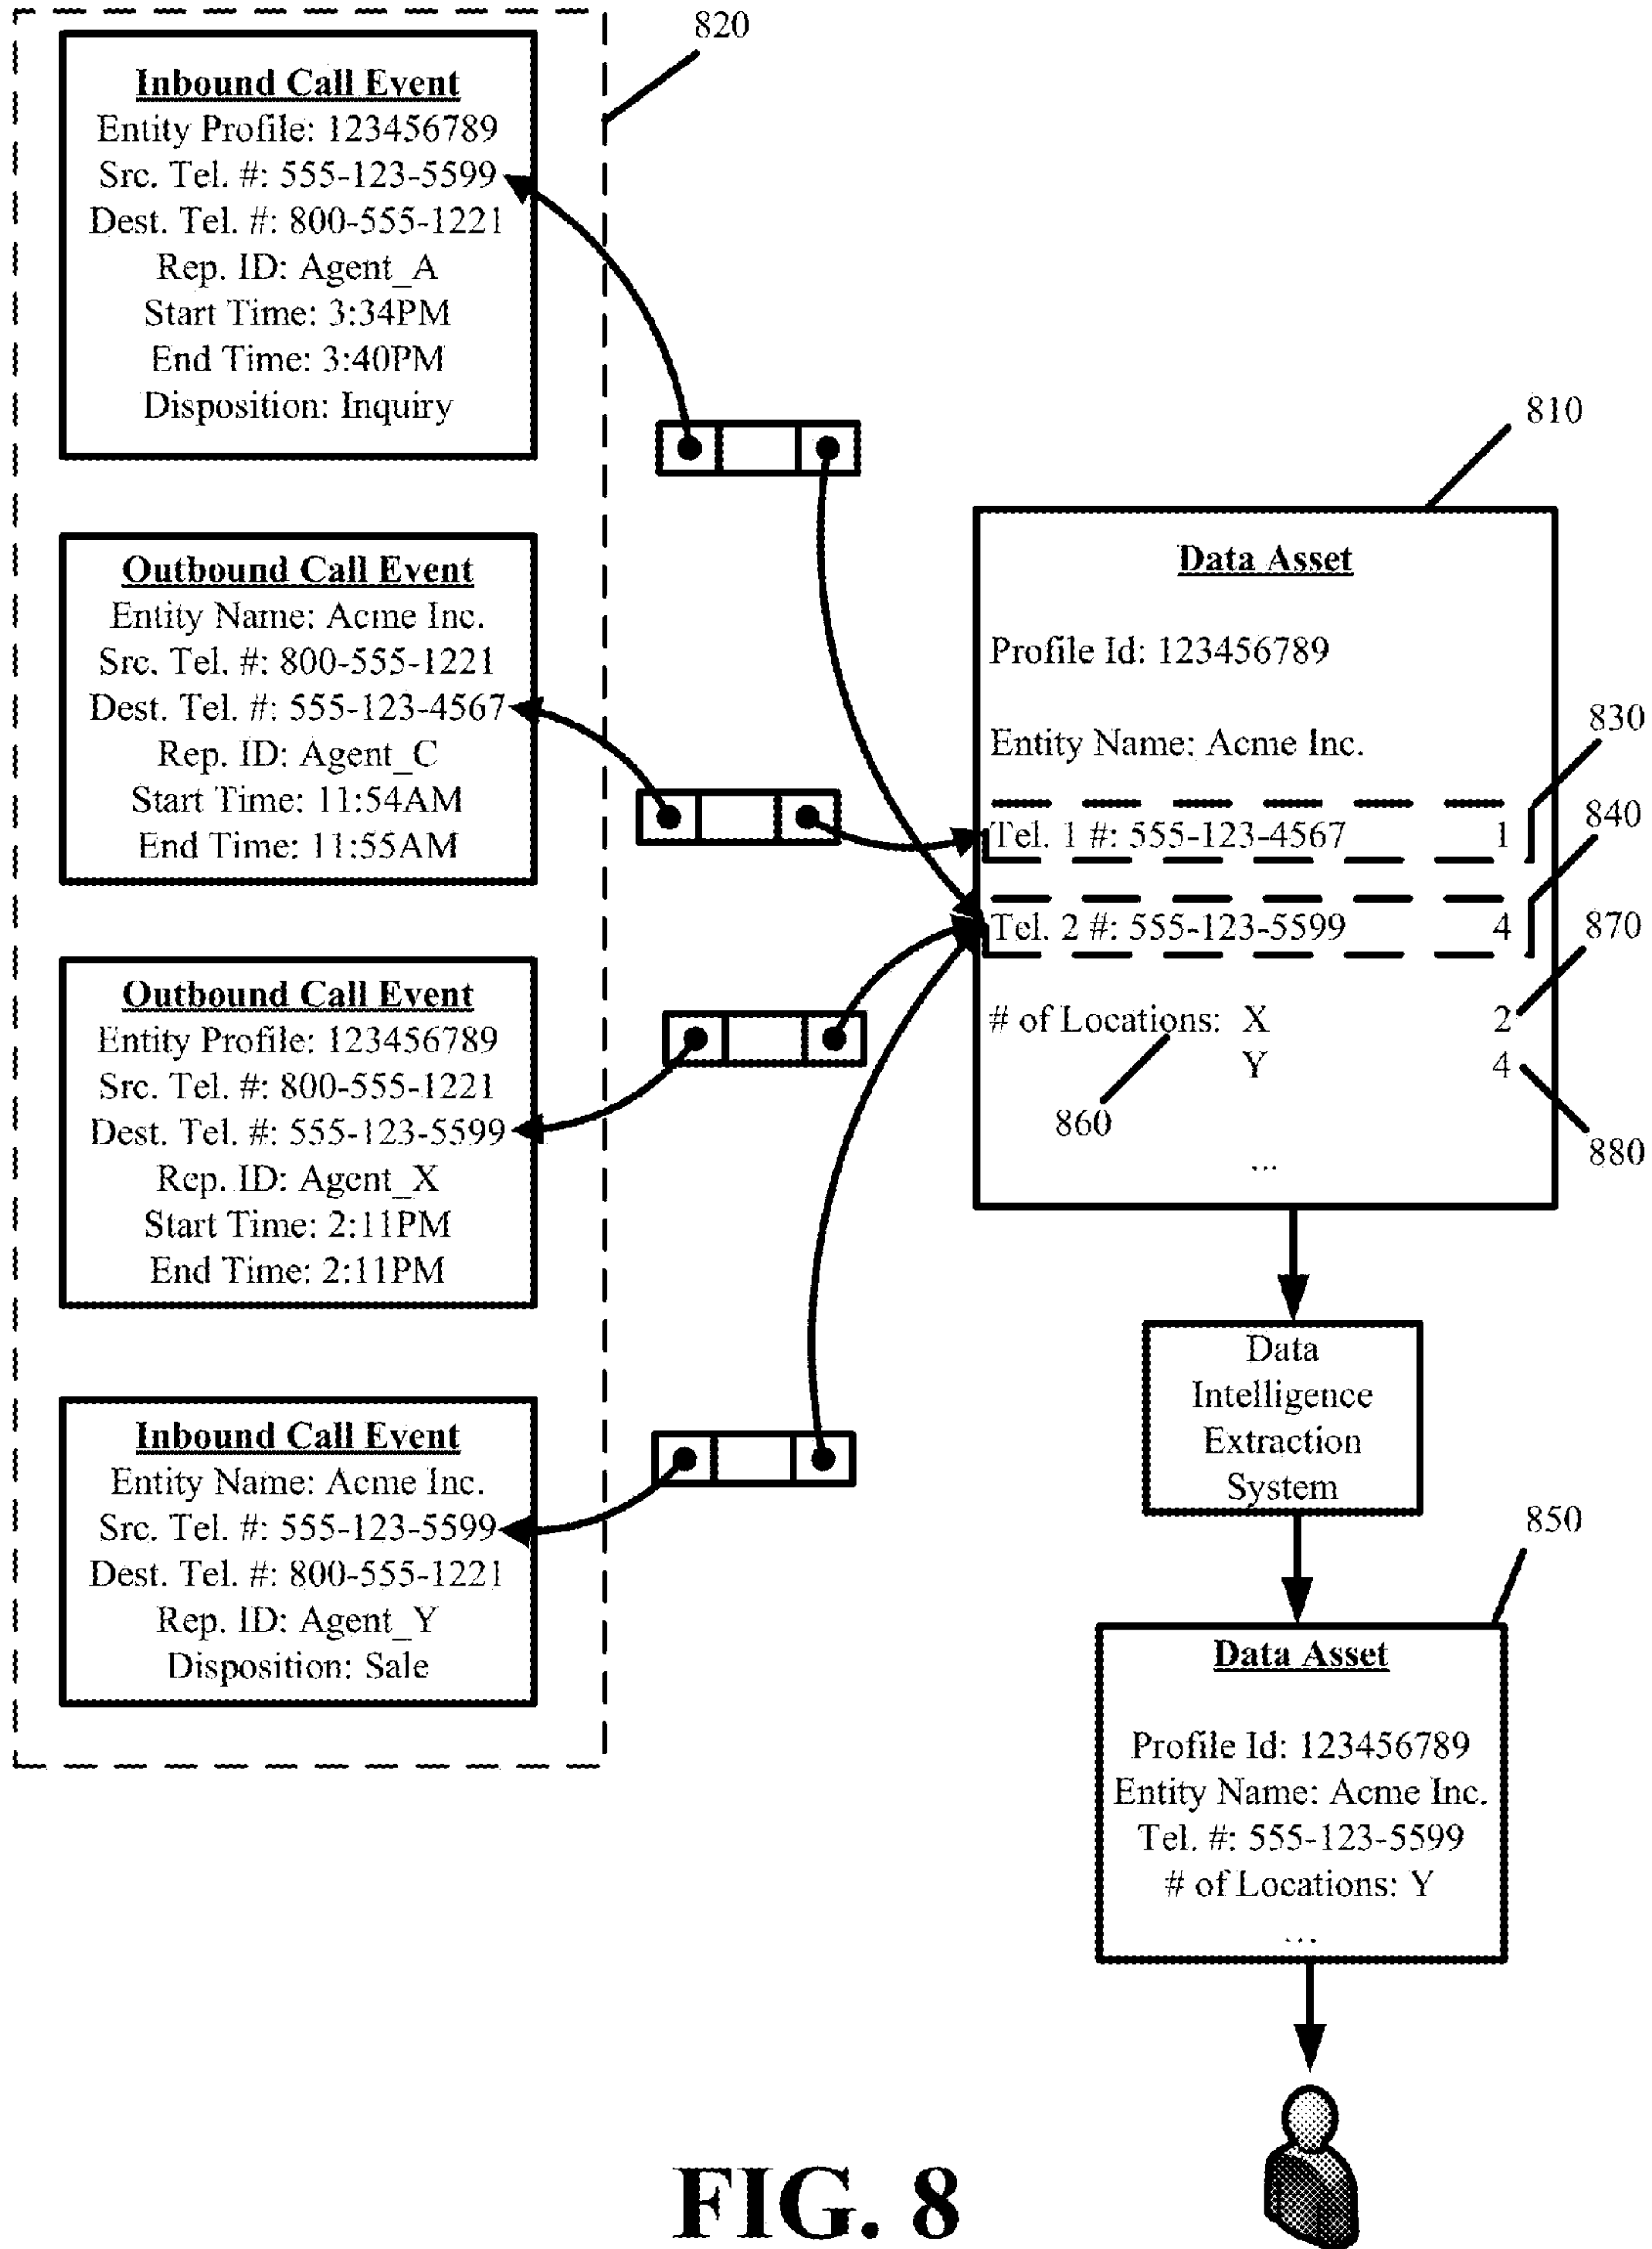 820
Inbound Call Event
Entity Profile: 123456789
Src. Tel. #: 555-123-5599
Dest. Tel. #: 800-555-1221
Rep. ID: Agent_A
Start Time: 3:34PM
End Time: 3:40PM
Disposition: Inquiry
Outbound Call Event
Entity Name: Acme Inc.
Src. Tel. #: 800-555-1221
Dest. Tel. #: 555-123-4567
Rep. ID: Agent_C
Start Time: 11:54AM
End Time: 11:55AM
Outbound Call Event
Entity Profile: 123456789
Src. Tel. #: 800-555-1221
Dest. Tel. #: 555-123-5599
Rep. ID: Agent_X
Start Time: 2:11PM
End Time: 2:11PM
Inbound Call Event
Entity Name: Acme Inc.
Src. Tel. #: 555-123-5599
Dest. Tel. #: 800-555-1221
Rep. ID: Agent_Y
Disposition: Sale
810
Data Asset
Profile Id: 123456789
Entity Name: Acme Inc.
830
Tel. 1 #: 555-123-4567 1
840
Tel. 2 #: 555-123-5599 4
870
# of Locations: X 2
Y 4
860
880
...
Data
Intelligence
Extraction
System
850
Data Asset
Profile Id: 123456789
Entity Name: Acme Inc.
Tel. #: 555-123-5599
# of Locations: Y
...
FIG. 8